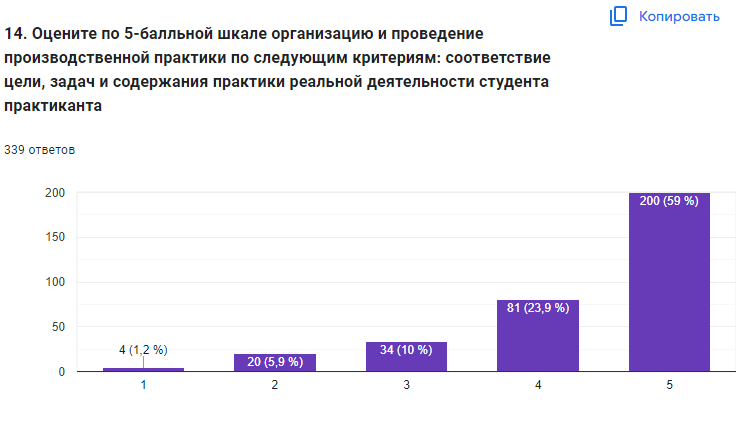 Копировать
14. Оцените по 5-балльной шкале организацию и проведение
производственной практики по следующим критериям: соответствие
цели, задач и содержания практики реальной деятельности студента
практиканта
339 ответов
200
150
100
50
0
4 (1,2 %)
20 (5,9 %)
34 (10 %)
81 (23,9 %)
200 (59 %)
1
2
3
4
5